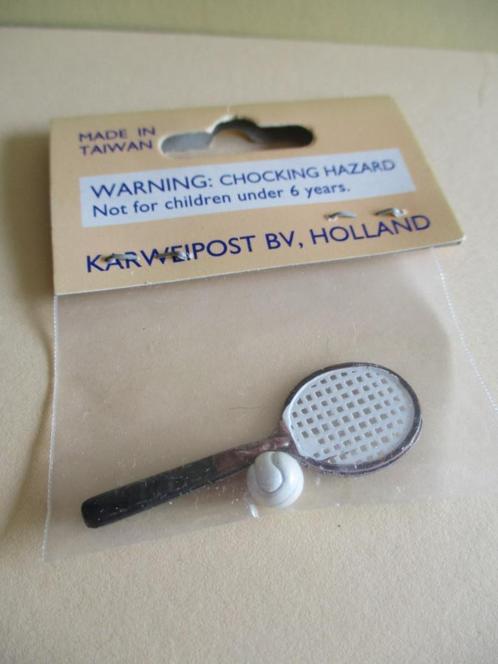 MADE IN
TAIWAN
WARNING: CHOCKING HAZARD
Not for children under 6 years.
KARWEIPOST BV, HOLLAND